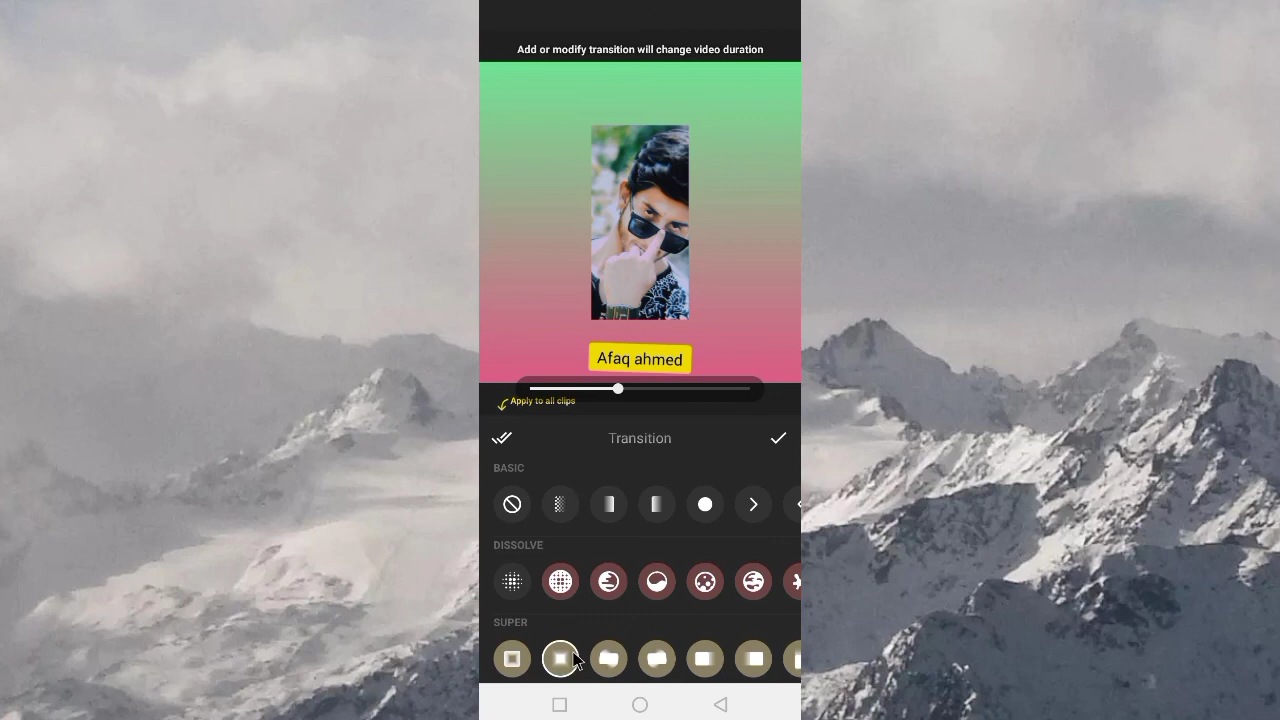 Add or modify transition will change video duration
Afaq ahmed
Apply to all clips
Transition
BASIC
DISSOLVE
SUPER